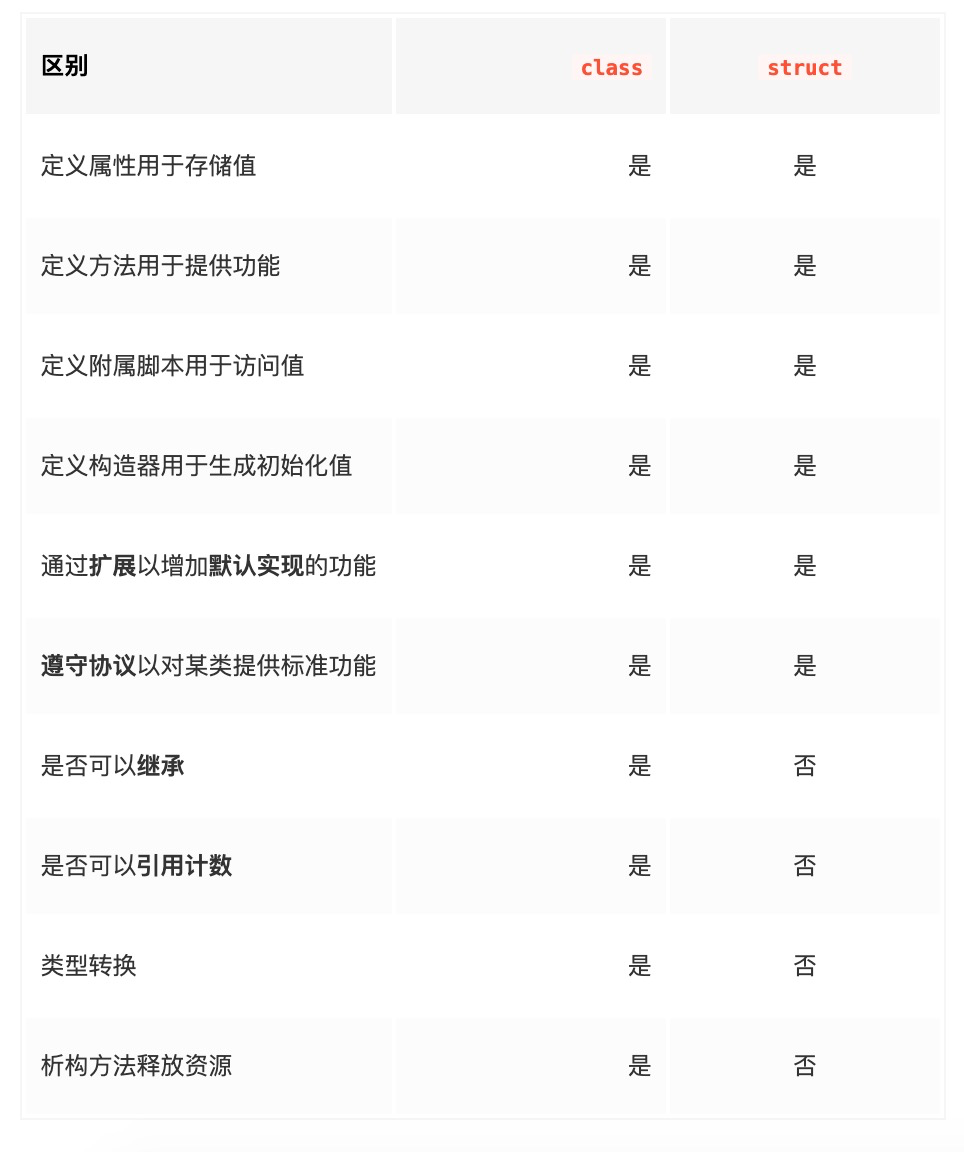 区别 class struct
定义属性用于存储值 是 是
定义方法用于提供功能 是 是
定义附属脚本用于访问值 是 是
定义构造器用于生成初始化值 是 是
通过扩展以增加默认实现的功能 是 是
遵守协议以对某类提供标准功能 是 是
是否可以继承 是 否
是否可以引用计数 是 否
类型转换 是 否
析构方法释放资源 是 否